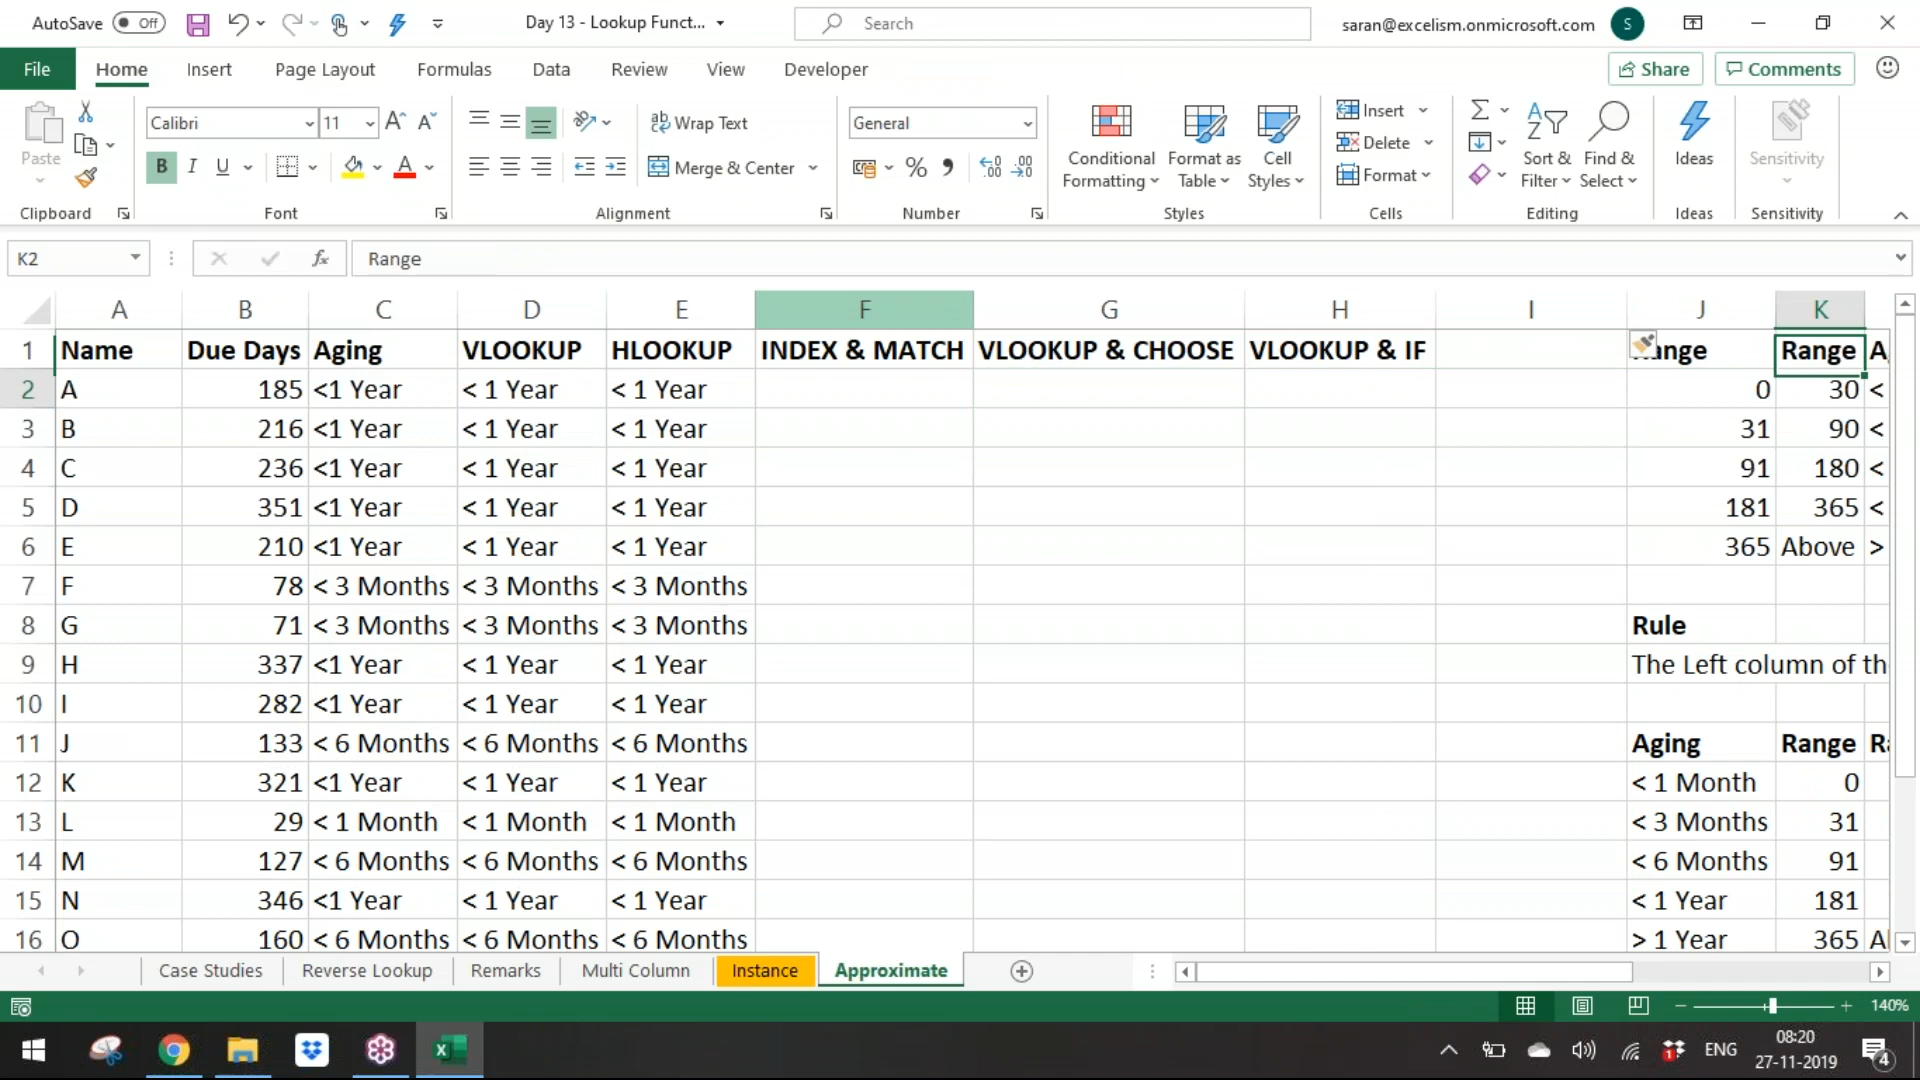 AutoSave Off Day 13 - Lookup Funct... Search saran@excelism.onmicrosoft.com S
File Home Insert Page Layout Formulas Data Review View Developer Share Comments
Paste Calibri 11 B I U Wrap Text Merge & Center General % Conditional Formatting Format as Table Cell Styles Insert Delete Format Sort & Filter Find & Select Ideas Sensitivity
Clipboard Font Alignment Number Styles Cells Editing Ideas Sensitivity
K2 fx Range
A B C D E F G H I J K
1 Name Due Days Aging VLOOKUP HLOOKUP INDEX & MATCH VLOOKUP & CHOOSE VLOOKUP & IF Range
2 A 185 <1 Year < 1 Year < 1 Year 0 30 <
3 B 216 <1 Year < 1 Year < 1 Year 31 90 <
4 C 236 <1 Year < 1 Year < 1 Year 91 180 <
5 D 351 <1 Year < 1 Year < 1 Year 181 365 <
6 E 210 <1 Year < 1 Year < 1 Year 365 Above >
7 F 78 < 3 Months < 3 Months < 3 Months
8 G 71 < 3 Months < 3 Months < 3 Months Rule
9 H 337 <1 Year < 1 Year < 1 Year The Left column of th
10 I 282 <1 Year < 1 Year < 1 Year
11 J 133 < 6 Months < 6 Months < 6 Months Aging Range
12 K 321 <1 Year < 1 Year < 1 Year < 1 Month 0
13 L 29 < 1 Month < 1 Month < 1 Month < 3 Months 31
14 M 127 < 6 Months < 6 Months < 6 Months < 6 Months 91
15 N 346 <1 Year < 1 Year < 1 Year < 1 Year 181
16 O 160 < 6 Months < 6 Months < 6 Months > 1 Year 365
Case Studies Reverse Lookup Remarks Multi Column Instance Approximate
140%
ENG 08:20
27-11-2019 4